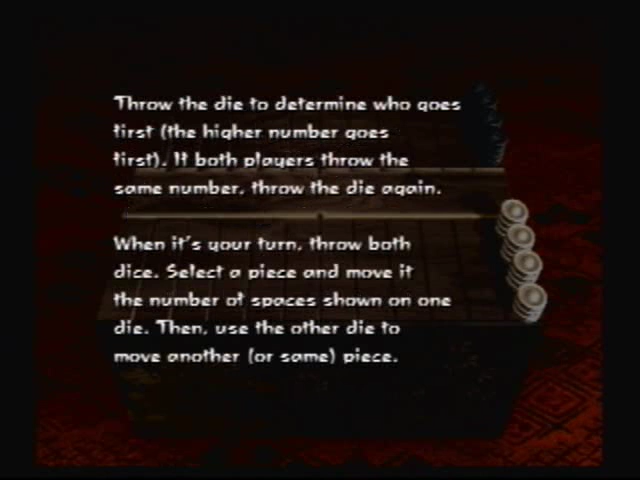 Throw the die to determine who goes
first (the higher number goes
first). If both players throw the
same number, throw the die again.
When it's your turn, throw both
dice. Select a piece and move it
the number of spaces shown on one
die. Then, use the other die to
move another (or same) piece.